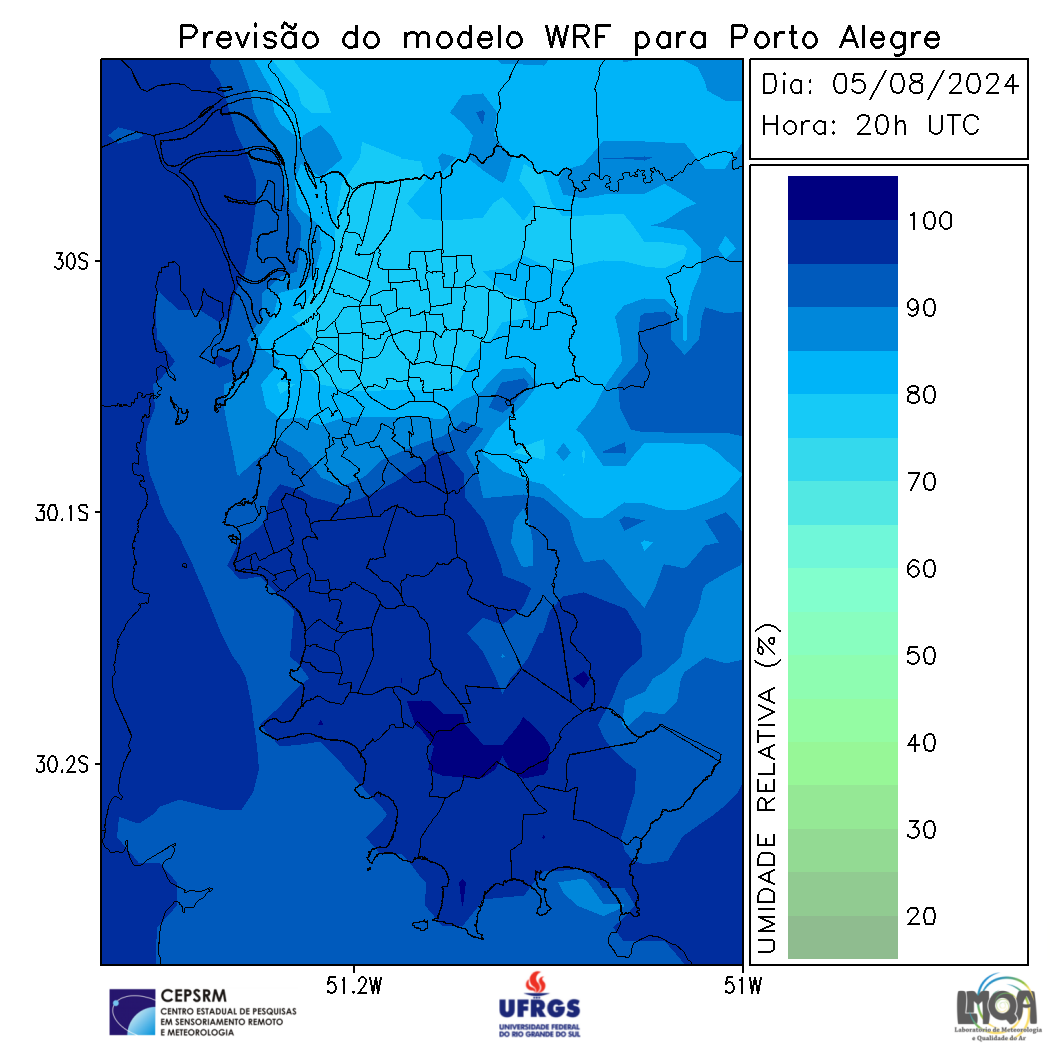 Previsão do modelo WRF para Porto Alegre
Dia: 05/08/2024
Hora: 20h UTC
30S
30.1S
30.2S
51.2W
51W
100
90
80
70
60
50
40
30
20
UMIDADE RELATIVA (%)
CEPSRM
CENTRO ESTADUAL DE PESQUISAS
EM SENSORIAMENTO REMOTO
E METEOROLOGIA
UFRGS
UNIVERSIDADE FEDERAL
DO RIO GRANDE DO SUL
LMQA
Laboratório de Meteorologia
e Qualidade do Ar